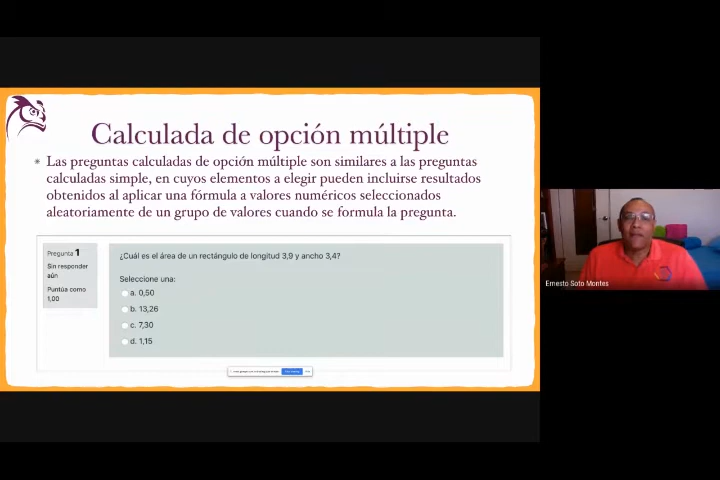 Calculada de opción múltiple
Las preguntas calculadas de opción múltiple son similares a las preguntas
calculadas simple, en cuyos elementos a elegir pueden incluirse resultados
obtenidos al aplicar una fórmula a valores numéricos seleccionados
aleatoriamente de un grupo de valores cuando se formula la pregunta.
Pregunta 1
Sin responder
aún
Puntúa como
1,00
¿Cuál es el área de un rectángulo de longitud 3,9 y ancho 3,4?
Seleccione una:
a. 0,50
b. 13,26
c. 7,30
d. 1,15
Ernesto Soto Montes